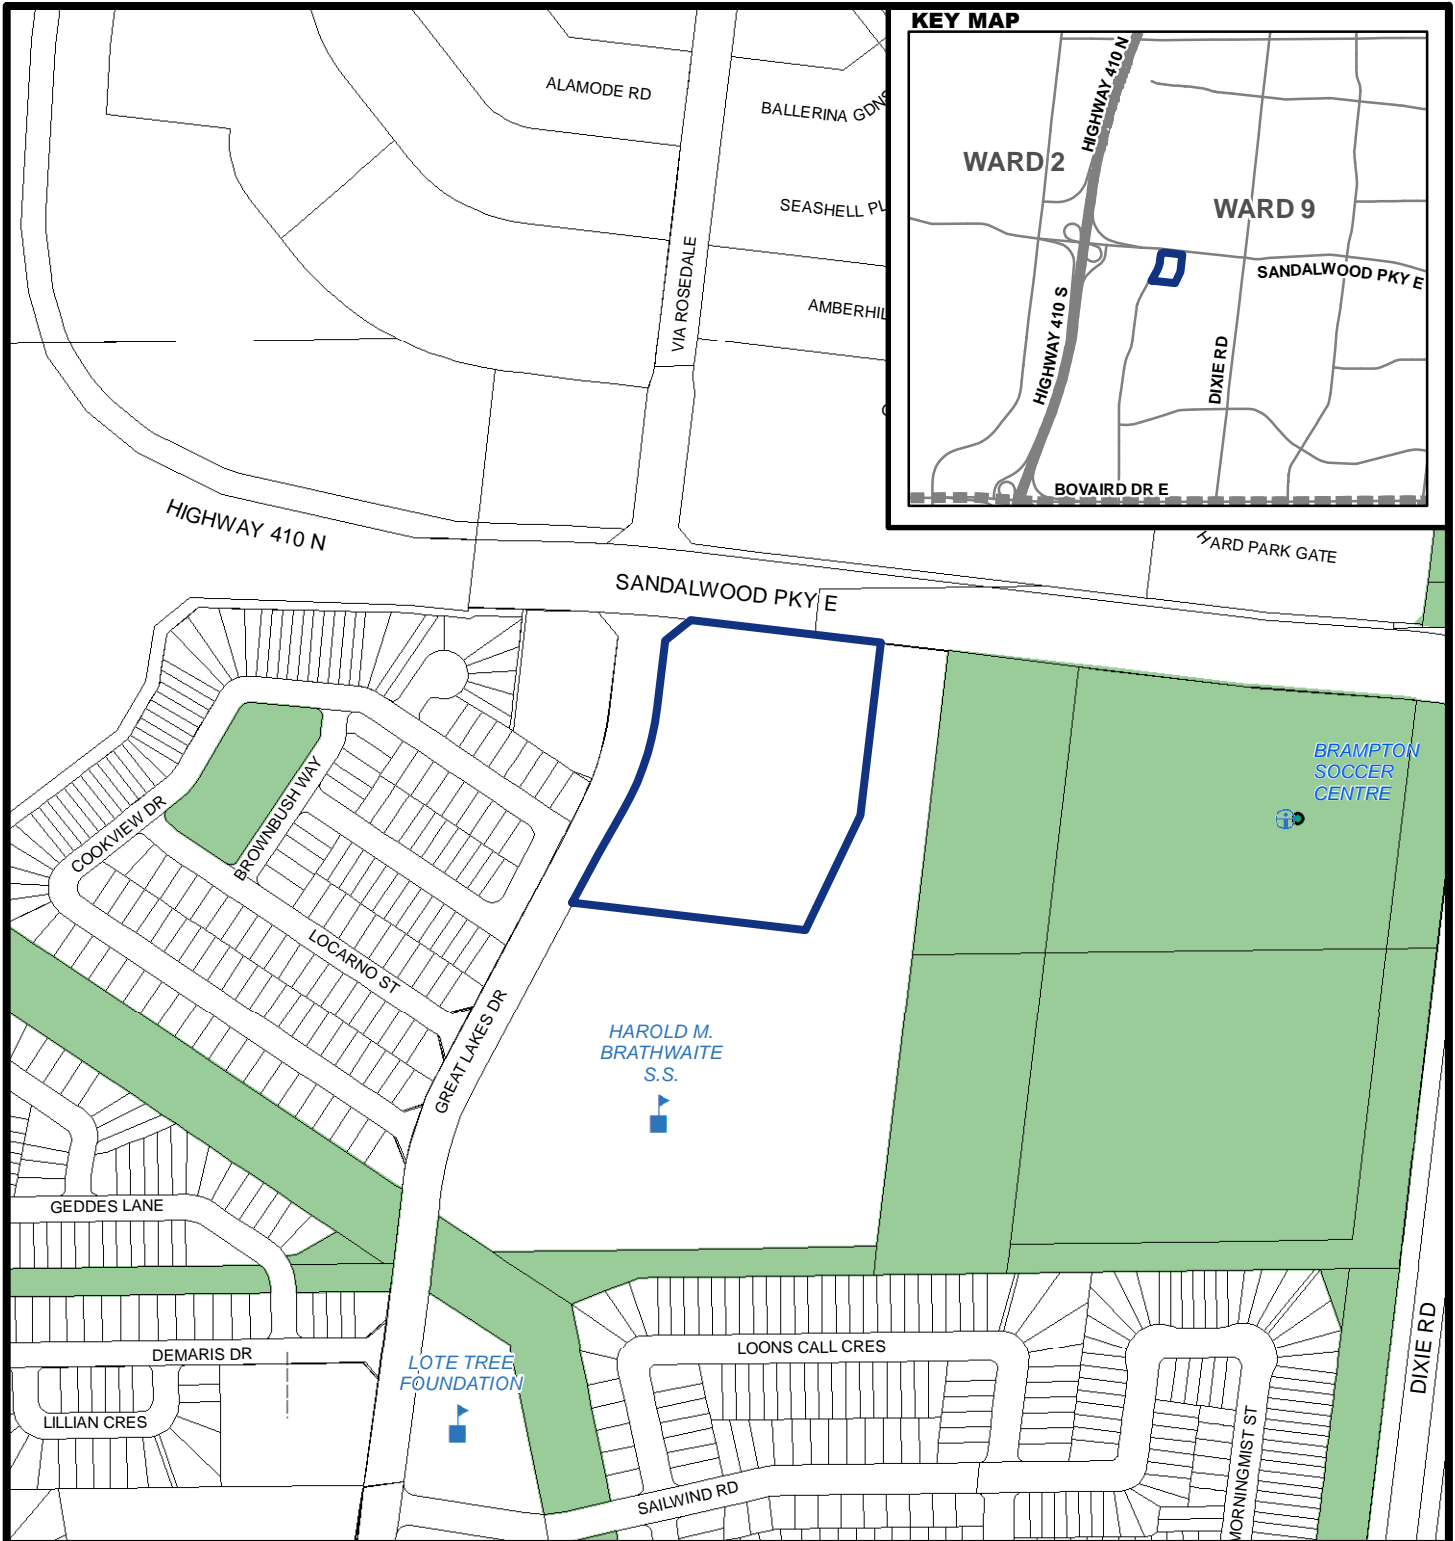 KEY MAP
HIGHWAY 410 N
WARD 2
WARD 9
SANDALWOOD PKY E
HIGHWAY 410 S
DIXIE RD
BOVAIRD DR E
ALAMODE RD
BALLERINA GDNS
SEASHELL PL
VIA ROSEDALE
AMBERHIL
HIGHWAY 410 N
HARD PARK GATE
SANDALWOOD PKY E
BRAMPTON
SOCCER
CENTRE
COOKVIEW DR
BROWNBUSH WAY
LOCARNO ST
GREAT LAKES DR
HAROLD M.
BRATHWAITE
S.S.
GEDDES LANE
DEMARIS DR
LILLIAN CRES
LOTE TREE
FOUNDATION
LOONS CALL CRES
SAILWIND RD
MORNINGMIST ST
DIXIE RD